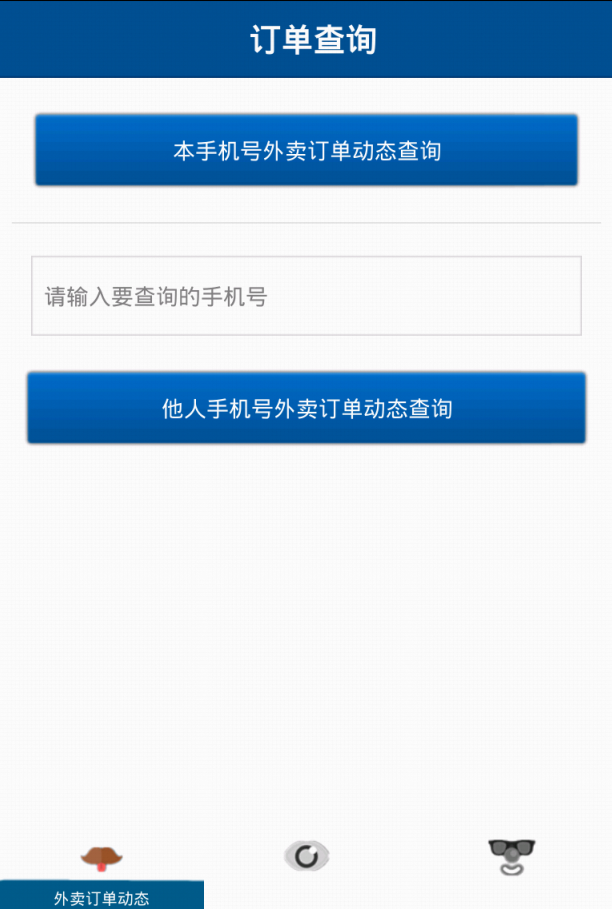 订单查询
本手机号外卖订单动态查询
请输入要查询的手机号
他人手机号外卖订单动态查询
外卖订单动态